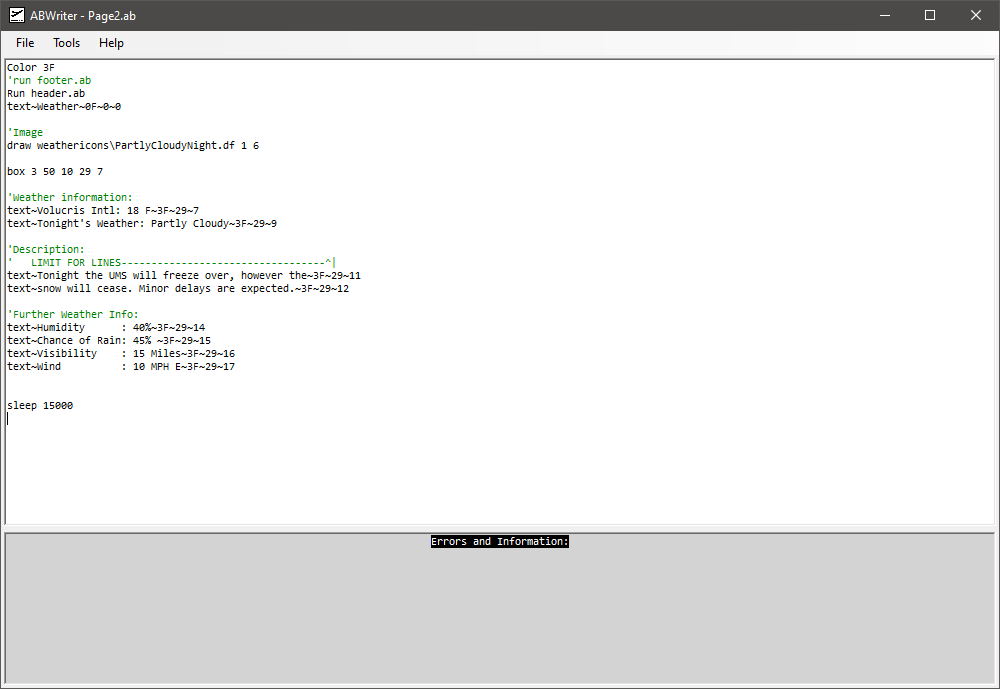 ABWriter - Page2.ab
File Tools Help
Color 3F
'run footer.ab
Run header.ab
text~Weather~0F~0~0
'Image
draw weathericons\PartlyCloudyNight.df 1 6
box 3 50 10 29 7
'Weather information:
text~Volucris Intl: 18 F~3F~29~7
text~Tonight's Weather: Partly Cloudy~3F~29~9
'Description:
'   LIMIT FOR LINES----------------------------------^|
text~Tonight the UMS will freeze over, however the~3F~29~11
text~snow will cease. Minor delays are expected.~3F~29~12
'Further Weather Info:
text~Humidity      : 40%~3F~29~14
text~Chance of Rain: 45% ~3F~29~15
text~Visibility    : 15 Miles~3F~29~16
text~Wind          : 10 MPH E~3F~29~17
sleep 15000
Errors and Information: